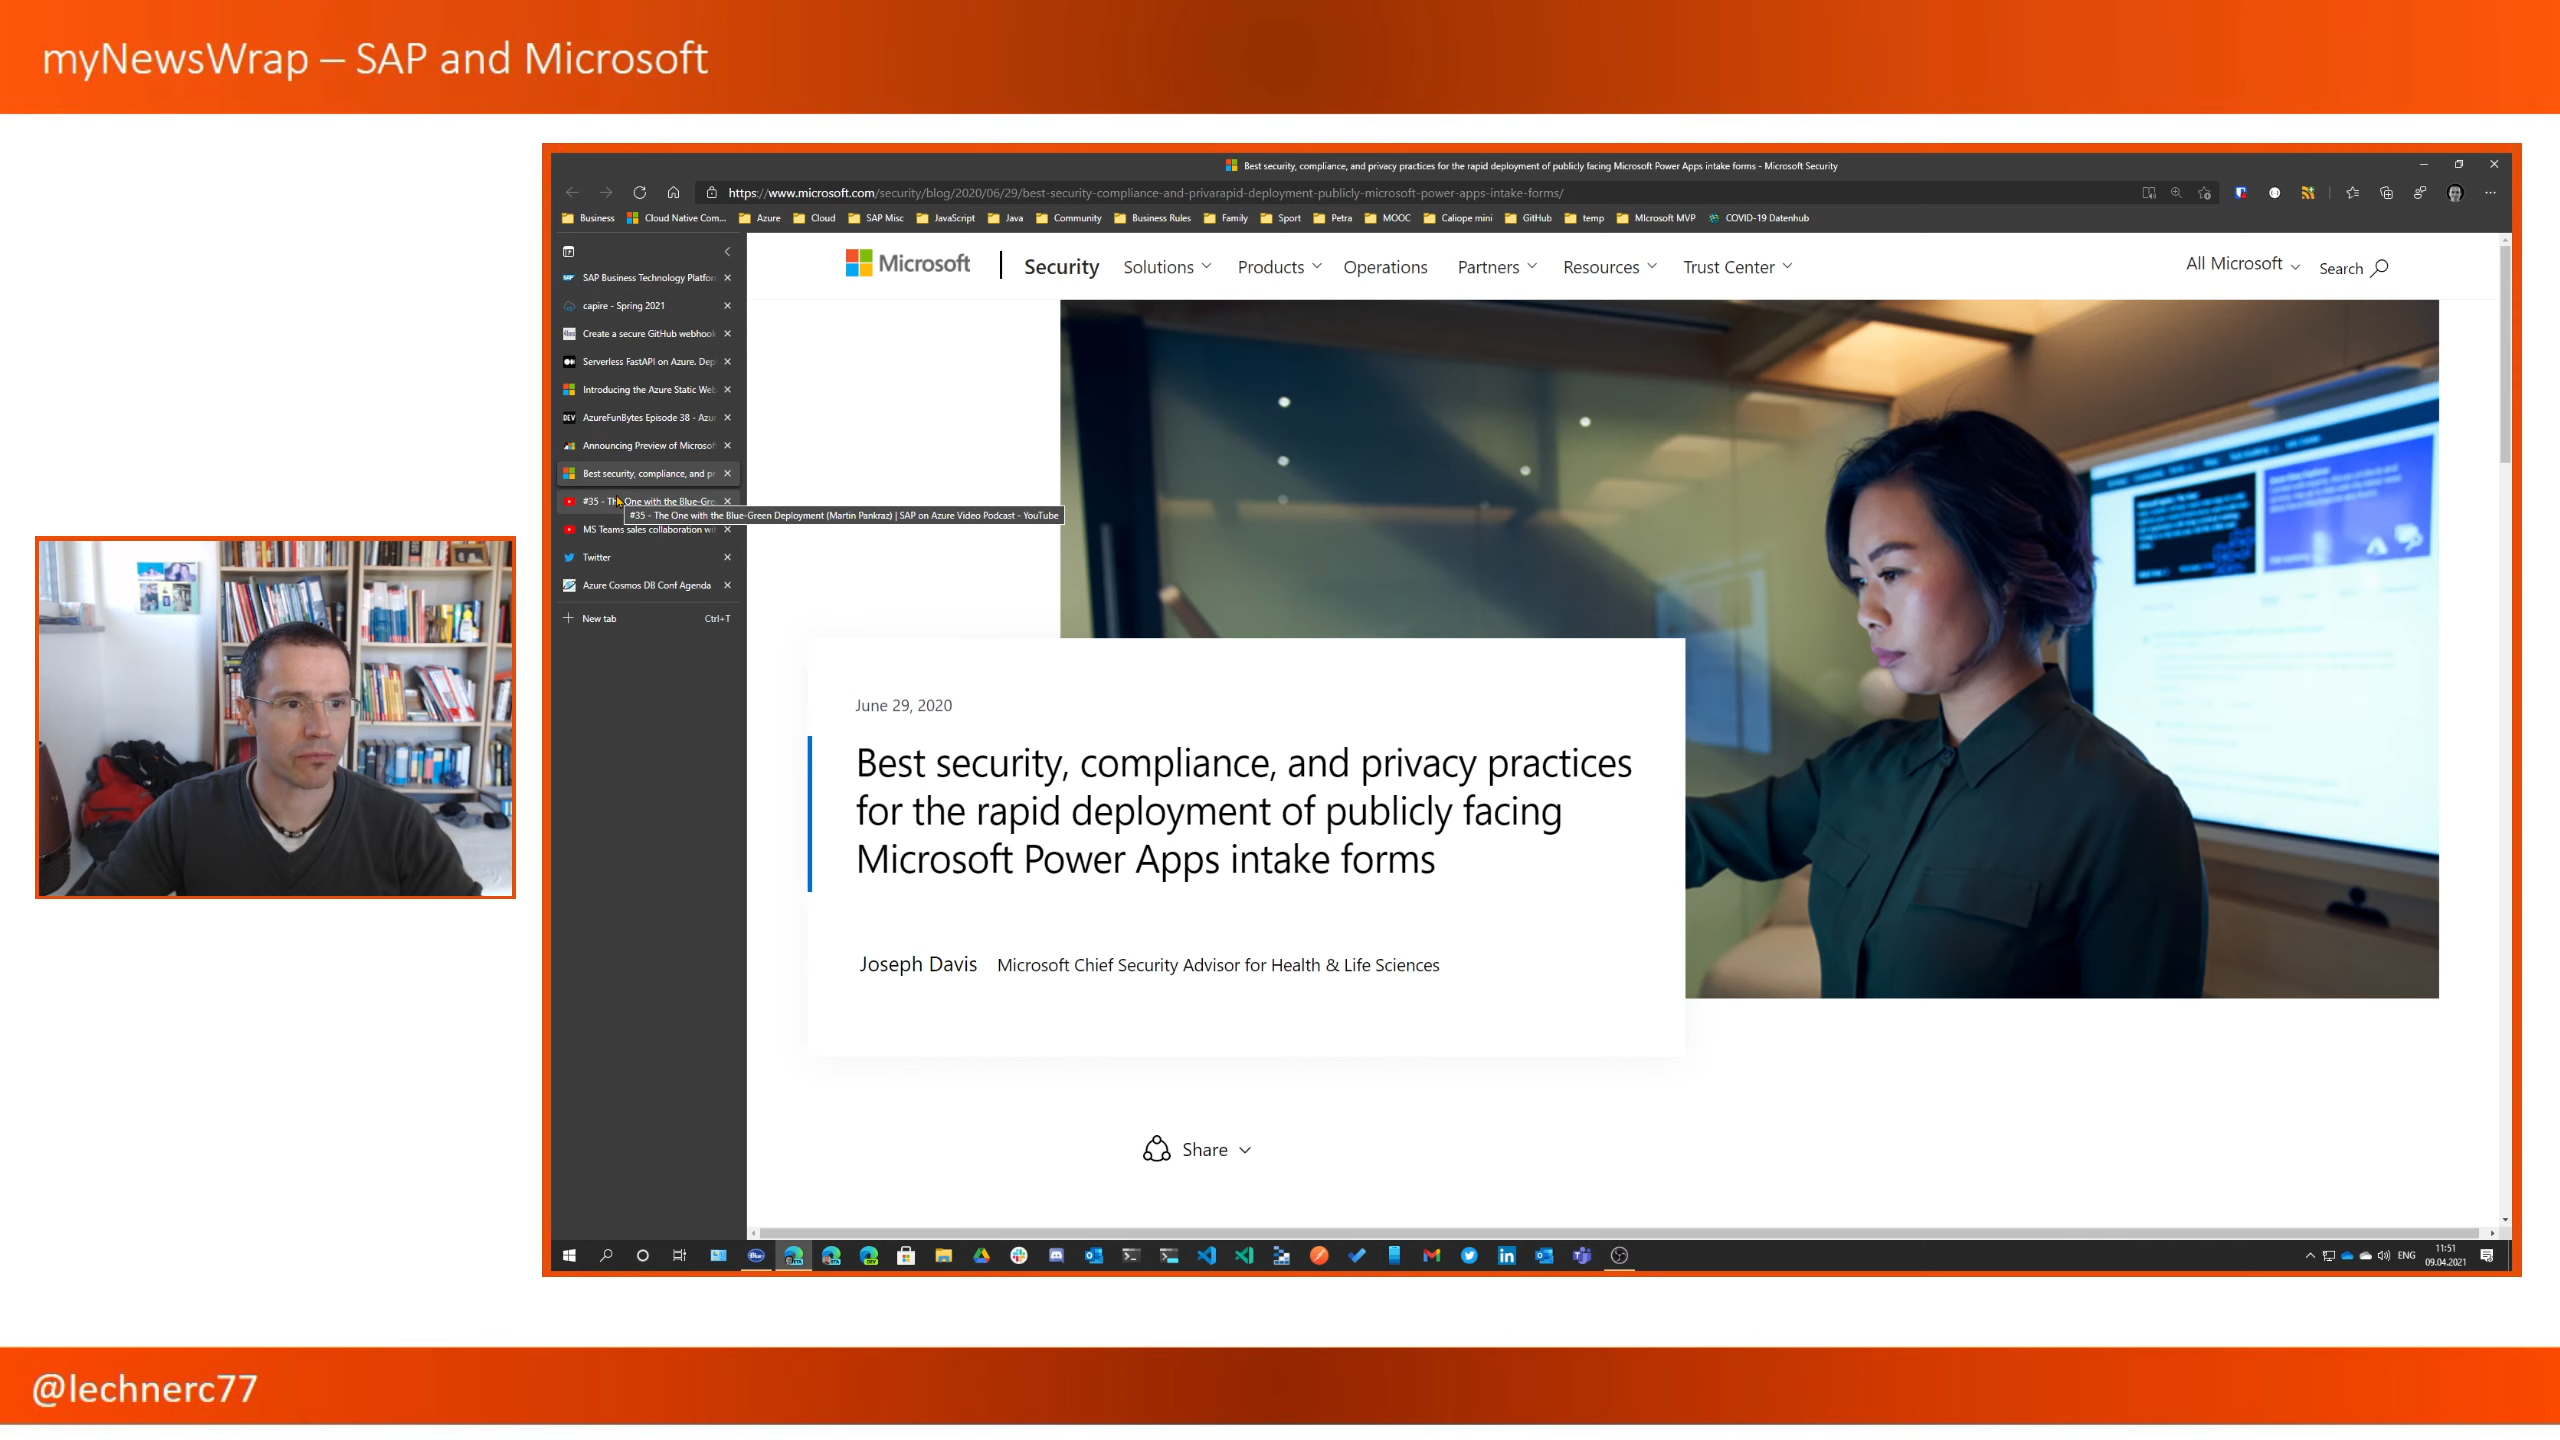 myNewsWrap – SAP and Microsoft
Best security, compliance, and privacy practices for the rapid deployment of publicly facing Microsoft Power Apps intake forms - Microsoft Security
https://www.microsoft.com/security/blog/2020/06/29/best-security-compliance-and-privarapid-deployment-publicly-microsoft-power-apps-intake-forms/
Business Cloud Native Com... Azure Cloud SAP Misc JavaScript Java Community Business Rules Family Sport Petra MOOC Caliope mini GitHub temp MIcrosoft MVP COVID-19 Datenhub
SAP Business Technology Platfor
capire - Spring 2021
Create a secure GitHub webhook
Serverless FastAPI on Azure. Dep
Introducing the Azure Static Web
DEV AzureFunBytes Episode 38 - Azu
Announcing Preview of Microsof
Best security, compliance, and pr
#35 - The One with the Blue-Gre
#35 - The One with the Blue-Green Deployment (Martin Pankraz) | SAP on Azure Video Podcast - YouTube
MS Teams sales collaboration wi
Twitter
Azure Cosmos DB Conf Agenda
New tab Ctrl+T
Microsoft Security Solutions Products Operations Partners Resources Trust Center All Microsoft Search
June 29, 2020
Best security, compliance, and privacy practices
for the rapid deployment of publicly facing
Microsoft Power Apps intake forms
Joseph Davis Microsoft Chief Security Advisor for Health & Life Sciences
Share
ENG 11:51
09.04.2021
@lechnerc77